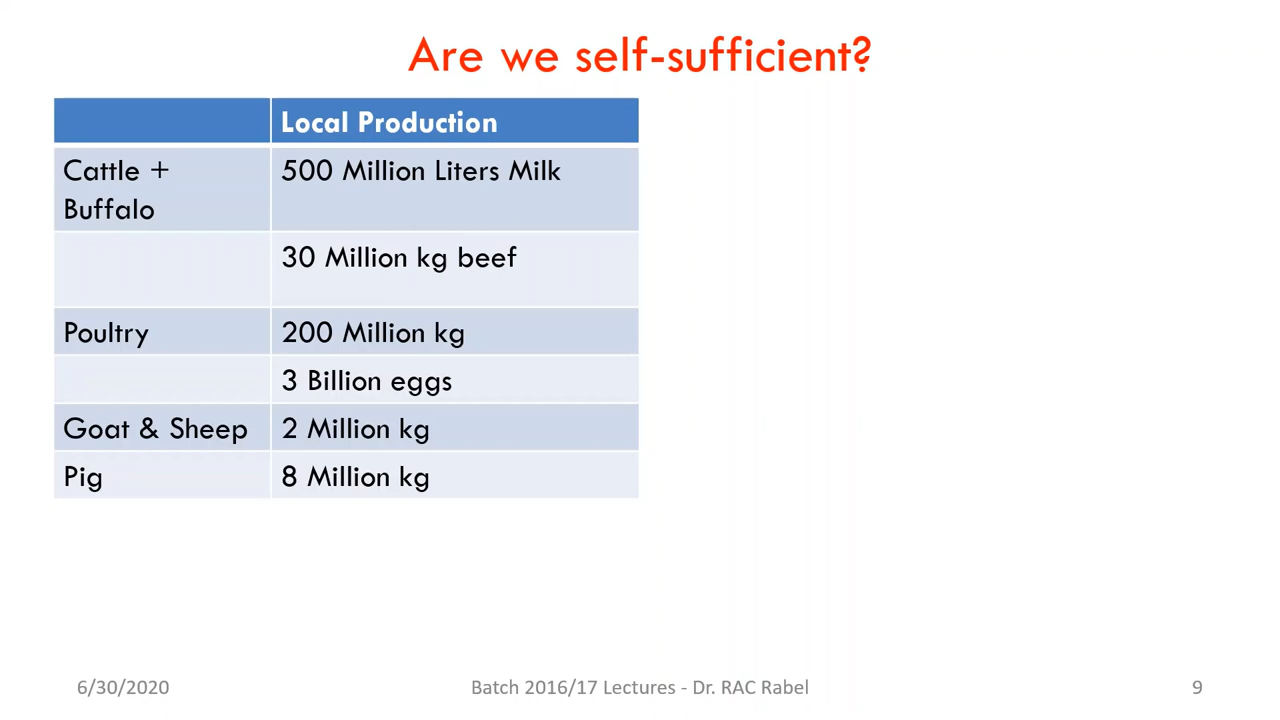 Are we self-sufficient?
Local Production
Cattle +
Buffalo
500 Million Liters Milk
30 Million kg beef
Poultry
200 Million kg
3 Billion eggs
Goat & Sheep
2 Million kg
Pig
8 Million kg
6/30/2020
Batch 2016/17 Lectures - Dr. RAC Rabel
9